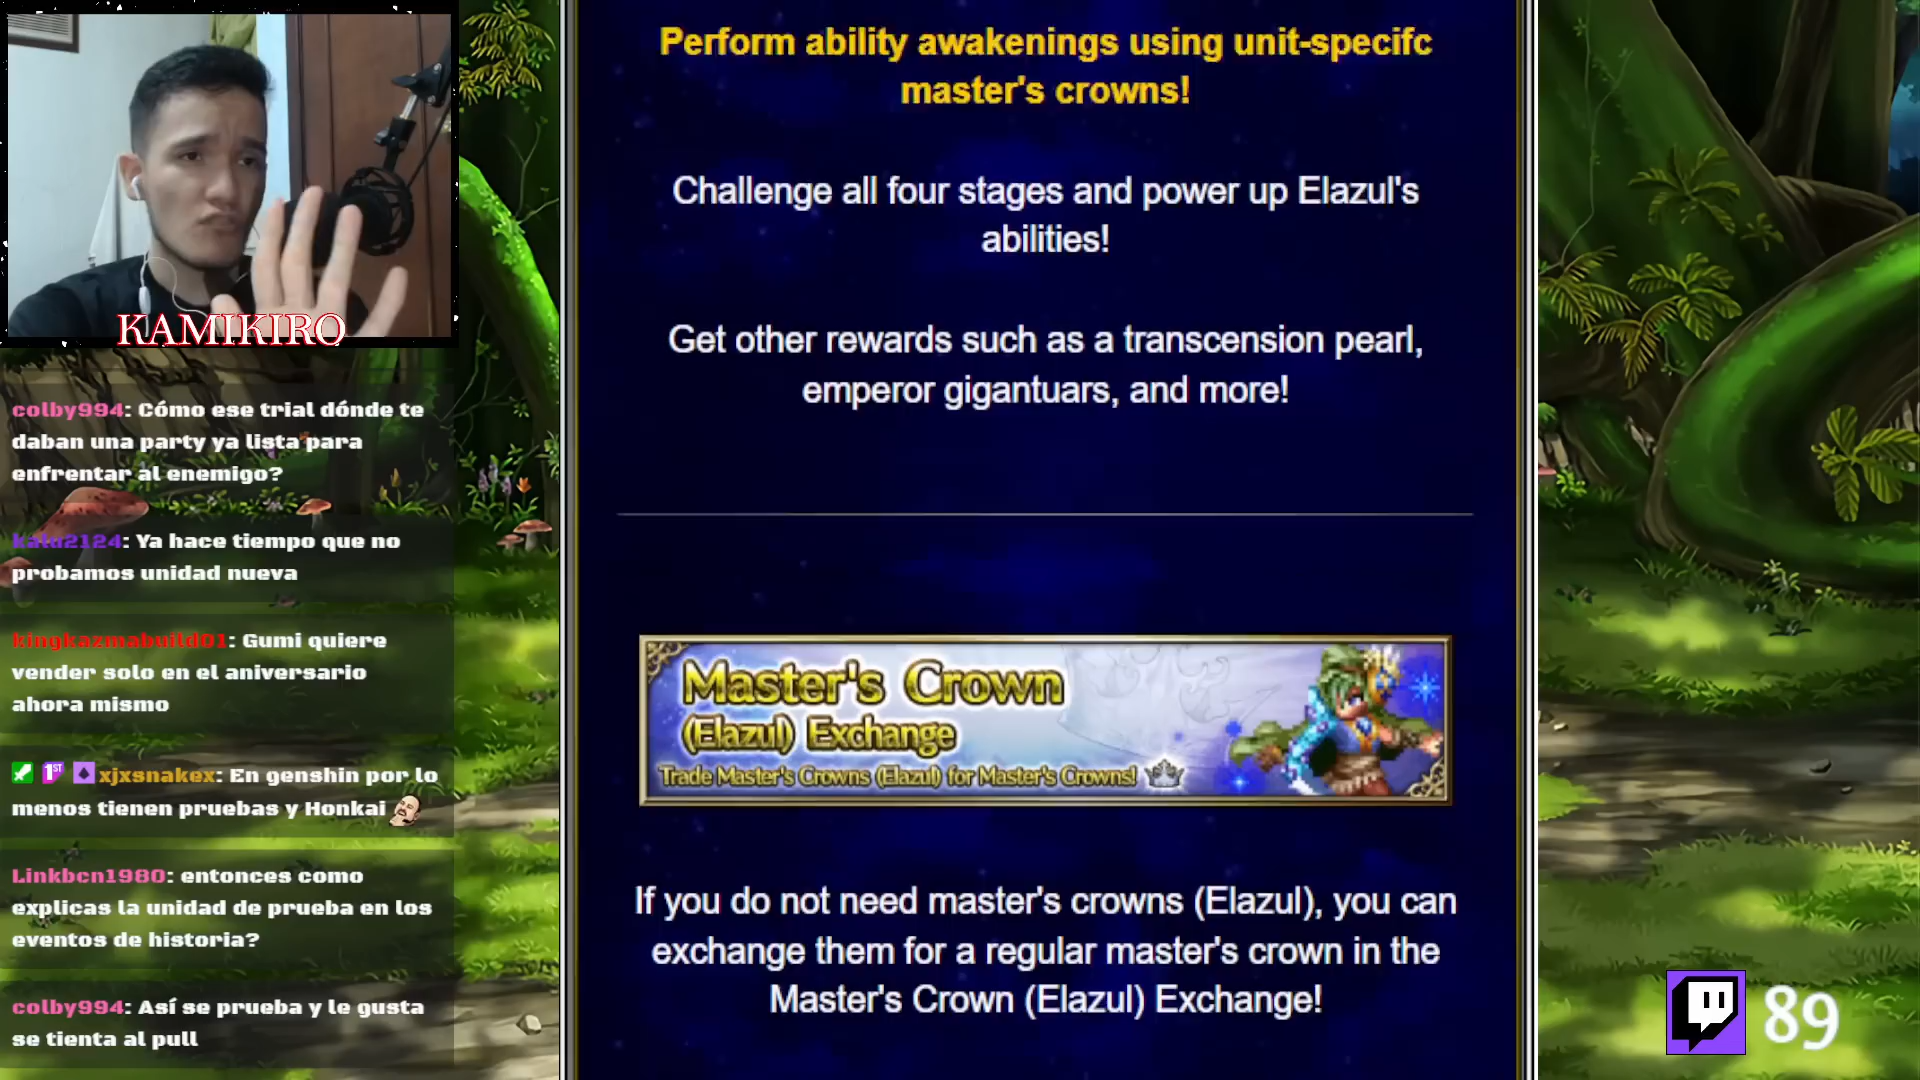 KAMIKIRO
colby994: Cómo ese trial dónde te
daban una party ya lista para
enfrentar al enemigo?
kalu2124: Ya hace tiempo que no
probamos unidad nueva
kingkazmabuild01: Gumi quiere
vender solo en el aniversario
ahora mismo
1ST xjxsnakex: En genshin por lo
menos tienen pruebas y Honkai
Linkbcn1980: entonces como
explicas la unidad de prueba en los
eventos de historia?
colby994: Así se prueba y le gusta
se tienta al pull
Perform ability awakenings using unit-specifc
master's crowns!
Challenge all four stages and power up Elazul's
abilities!
Get other rewards such as a transcension pearl,
emperor gigantuars, and more!
Master's Crown
(Elazul) Exchange
Trade Master's Crowns (Elazul) for Master's Crowns!
If you do not need master's crowns (Elazul), you can
exchange them for a regular master's crown in the
Master's Crown (Elazul) Exchange!
89